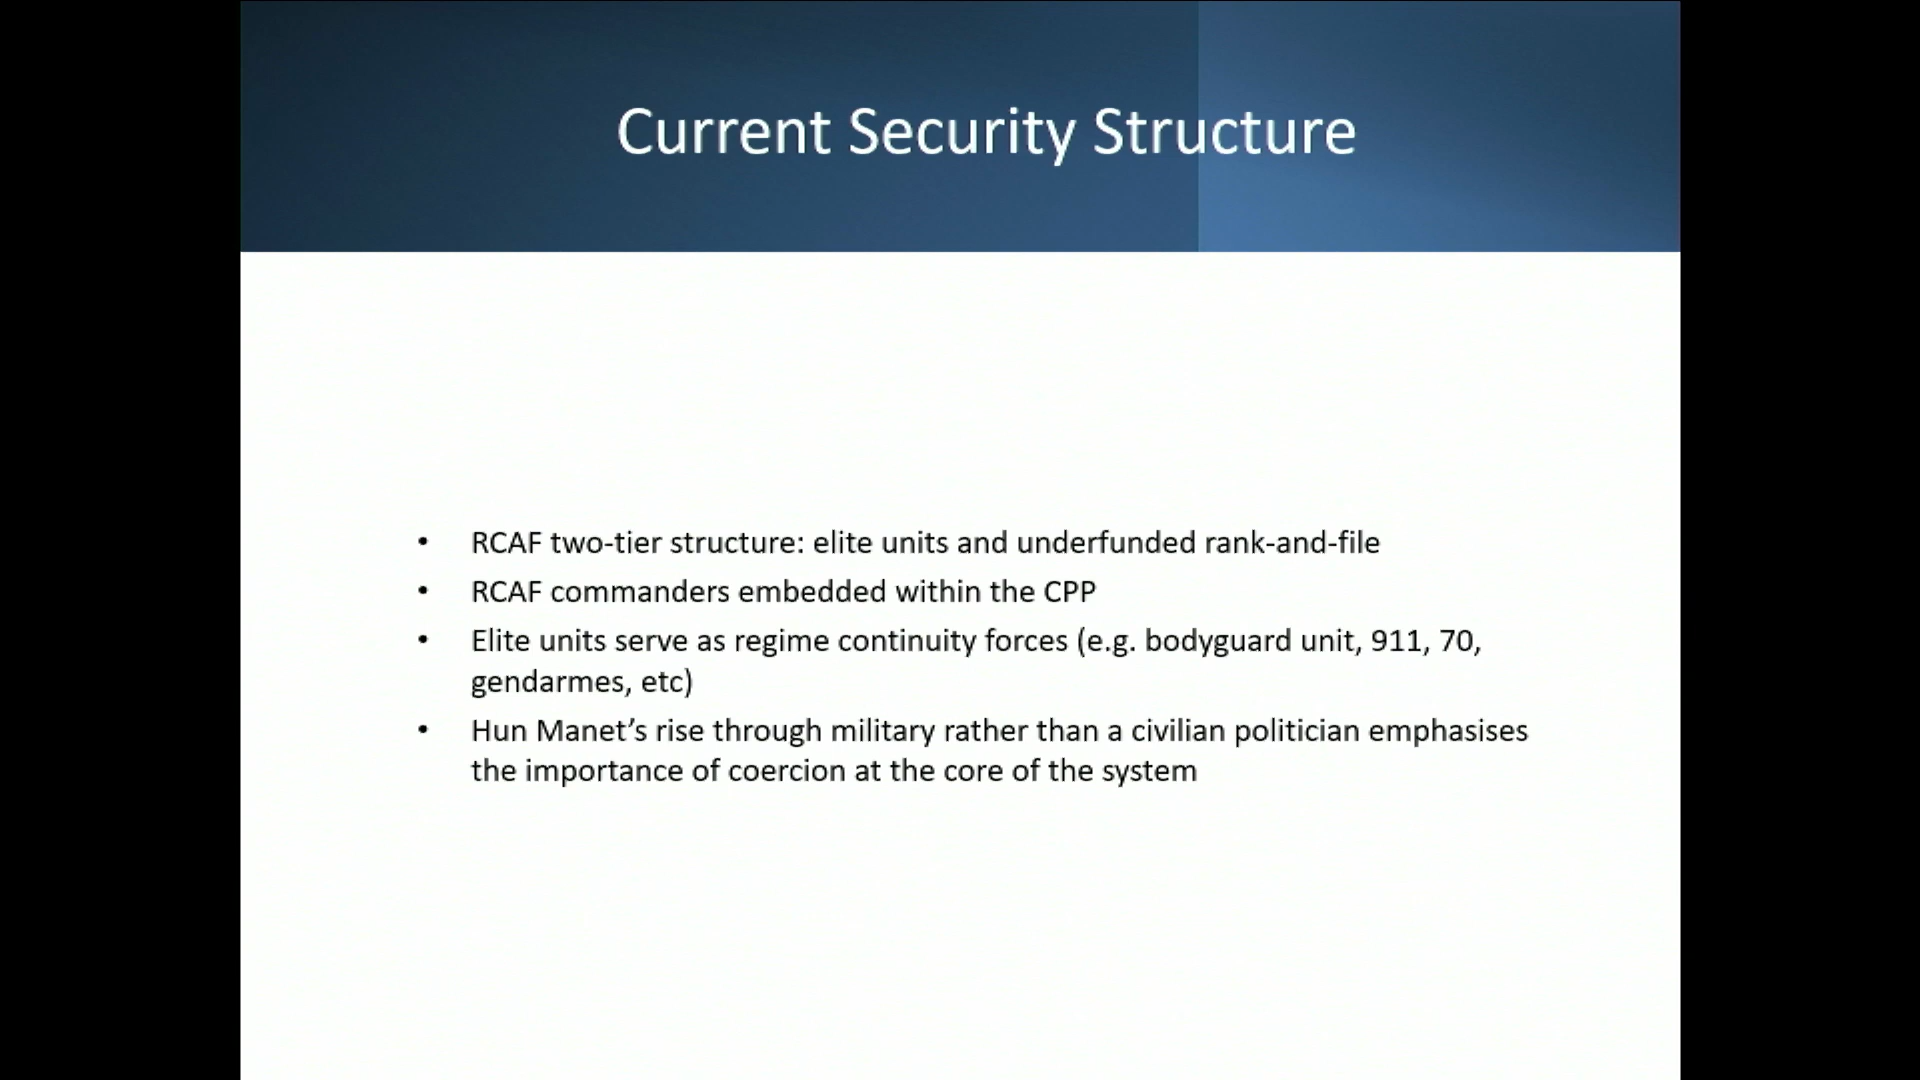 Current Security Structure
• RCAF two-tier structure: elite units and underfunded rank-and-file
• RCAF commanders embedded within the CPP
• Elite units serve as regime continuity forces (e.g. bodyguard unit, 911, 70,
gendarmes, etc)
• Hun Manet’s rise through military rather than a civilian politician emphasises
the importance of coercion at the core of the system